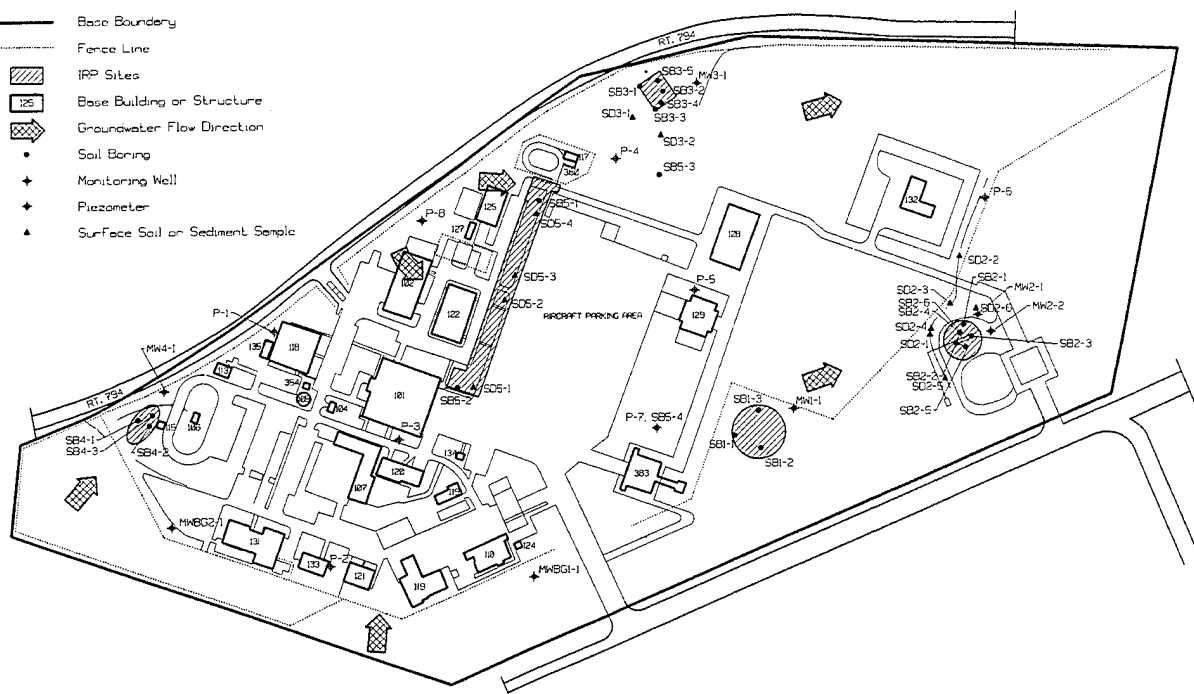 Base Boundary
Fence Line
IRP Sites
125
Base Building or Structure
Groundwater Flow Direction
Soil Boring
Monitoring Well
Piezometer
Surface Soil or Sediment Sample
RT. 794
SB3-5
MW3-1
SB3-1
SB3-2
SB3-4
SB3-3
SD3-1
SD3-2
P-4
SB5-3
117
125
SB5-1
SD5-4
P-8
127
128
132
P-6
102
SD5-3
SD5-2
122
AIRCRAFT PARKING AREA
P-5
129
SD2-2
SB2-1
SD2-3
MW2-1
SB2-6
SD2-6
MW2-2
SB2-4
SD2-4
SD2-1
SB2-3
SB2-2
SD2-5
SB2-5
P-1
118
135
MW4-1
113
354
RT. 794
104
101
SB5-2
SD5-1
115
106
SB4-1
SB4-3
SB4-2
P-3
134
120
107
P-7, SB5-4
383
SB1-3
MW1-1
SB1-1
SB1-2
MWBG2-1
131
133
P-2
121
119
110
124
MWBG1-1